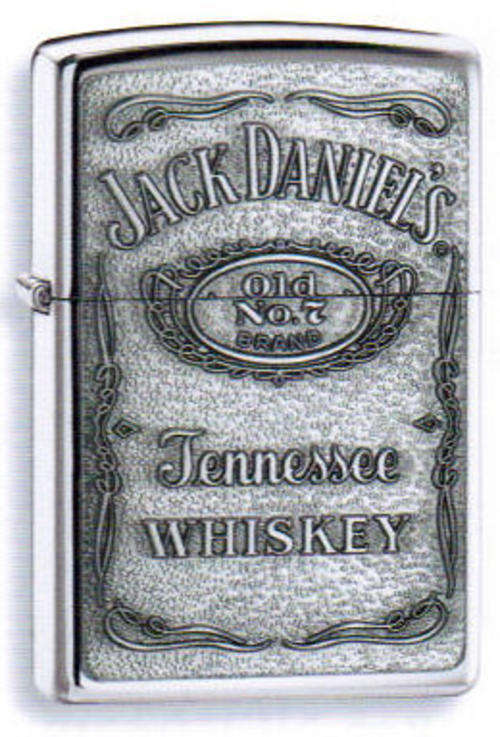 JACK DANIEL'S
Old
No.7
BRAND
Tennessee
WHISKEY